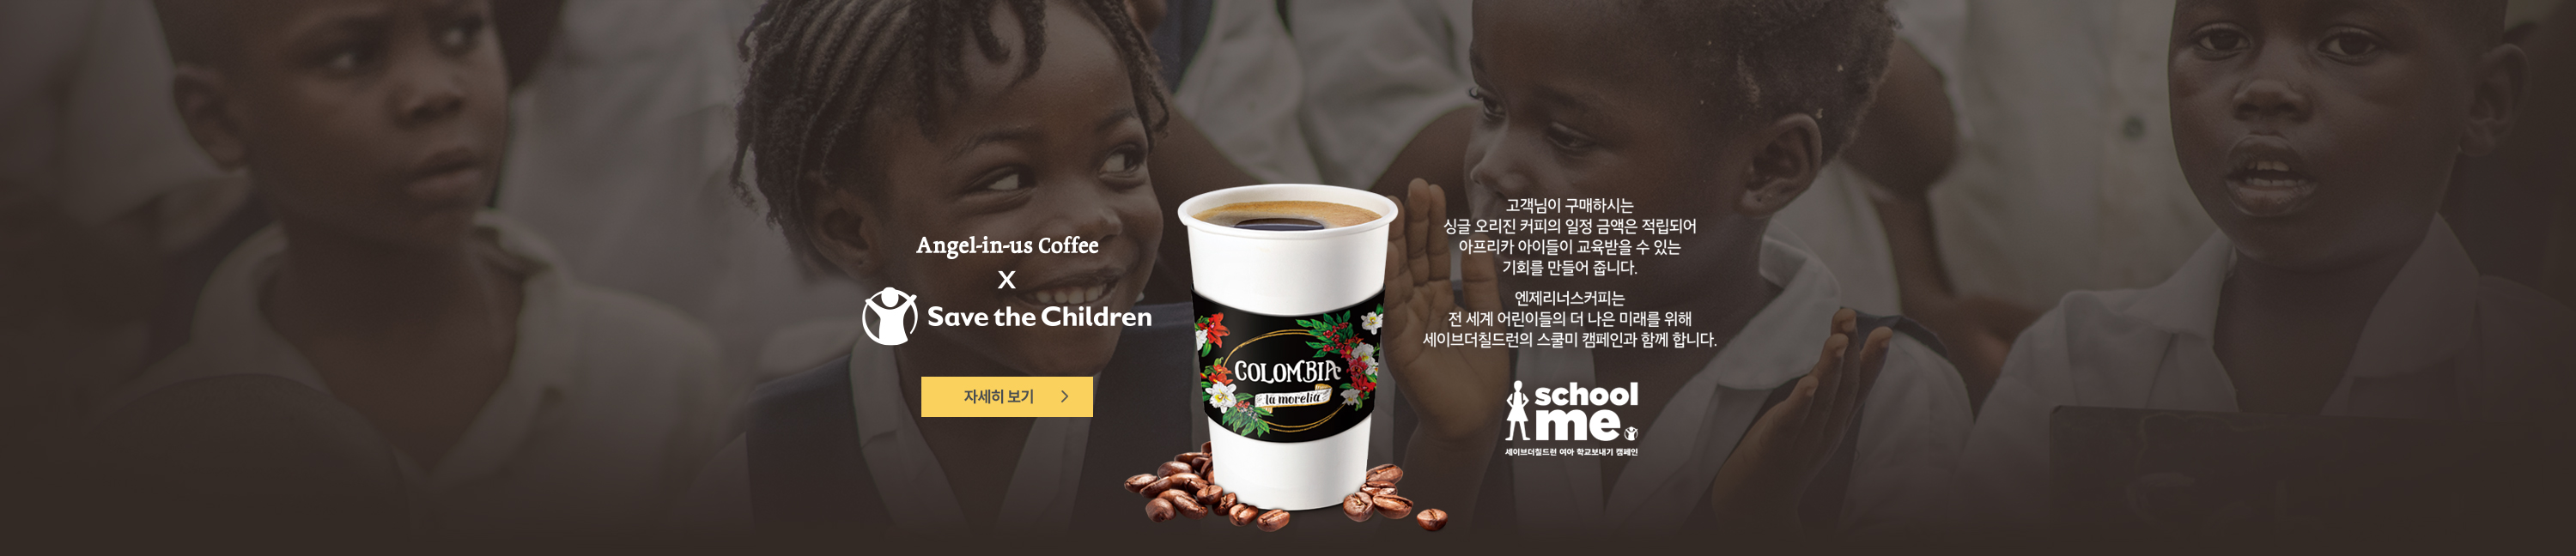 Angel-in-us Coffee
X
Save the Children
자세히 보기
COLOMBIA
la morelia
고객님이 구매하시는
싱글 오리진 커피의 일정 금액은 적립되어
아프리카 아이들이 교육받을 수 있는
기회를 만들어 줍니다.
엔제리너스커피는
전 세계 어린이들의 더 나은 미래를 위해
세이브더칠드런의 스쿨미 캠페인과 함께 합니다.
school
me
세이브더칠드런 여아 학교보내기 캠페인